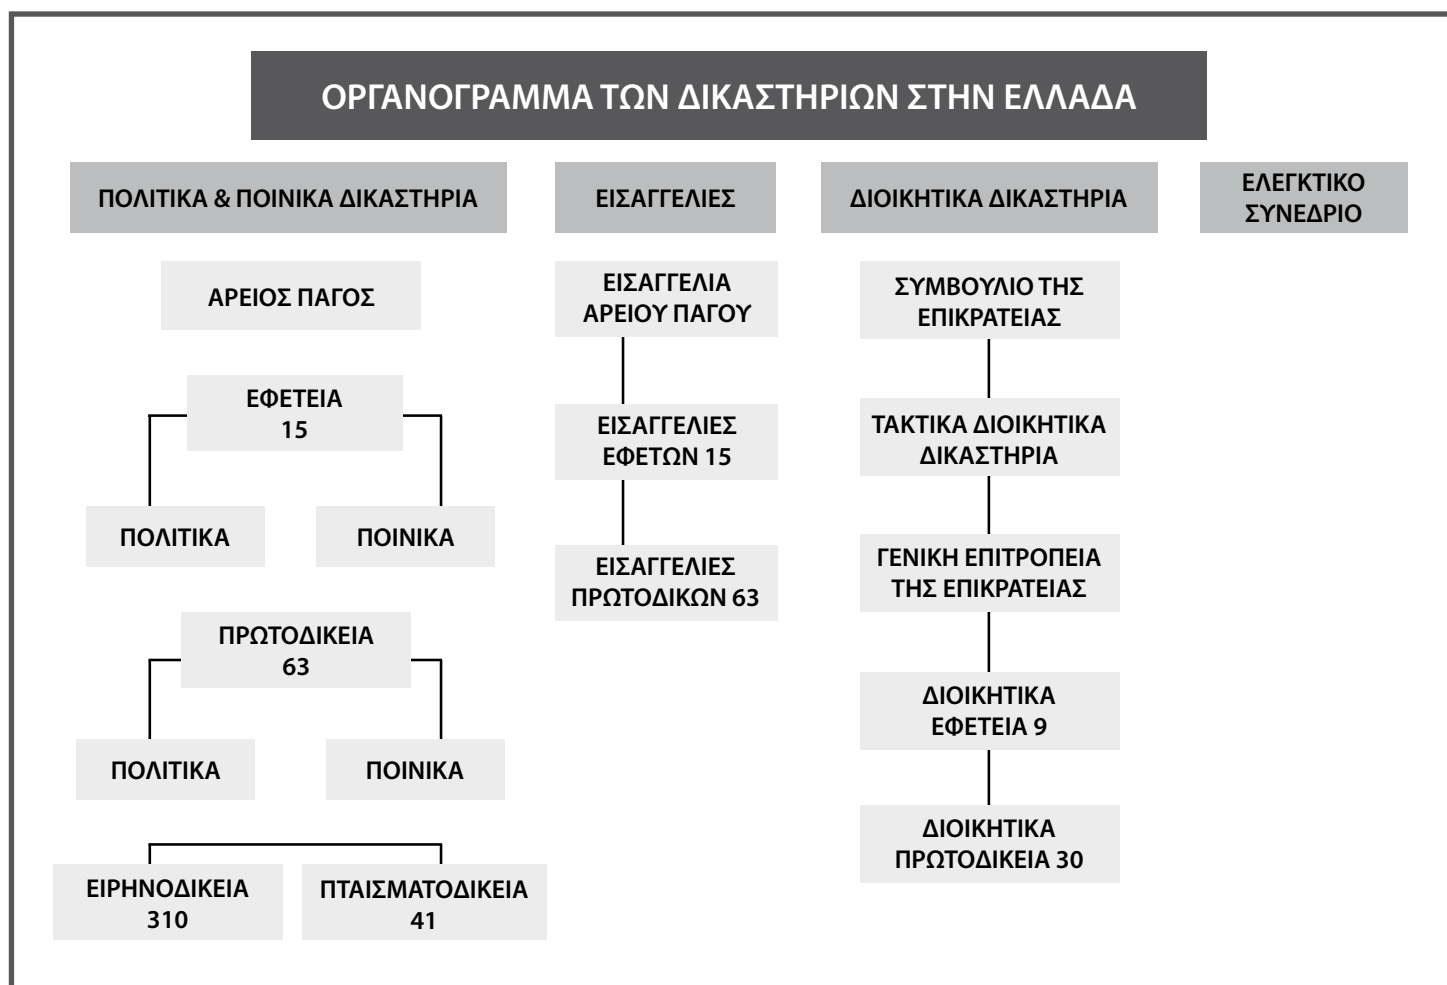 ΟΡΓΑΝΟΓΡΑΜΜΑ ΤΩΝ ΔΙΚΑΣΤΗΡΙΩΝ ΣΤΗΝ ΕΛΛΑΔΑ
ΠΟΛΙΤΙΚΑ & ΠΟΙΝΙΚΑ ΔΙΚΑΣΤΗΡΙΑ
ΑΡΕΙΟΣ ΠΑΓΟΣ
ΕΦΕΤΕΙΑ
15
ΠΟΛΙΤΙΚΑ
ΠΟΙΝΙΚΑ
ΠΡΩΤΟΔΙΚΕΙΑ
63
ΠΟΛΙΤΙΚΑ
ΠΟΙΝΙΚΑ
ΕΙΡΗΝΟΔΙΚΕΙΑ
310
ΠΤΑΙΣΜΑΤΟΔΙΚΕΙΑ
41
ΕΙΣΑΓΓΕΛΙΕΣ
ΕΙΣΑΓΓΕΛΙΑ
ΑΡΕΙΟΥ ΠΑΓΟΥ
ΕΙΣΑΓΓΕΛΙΕΣ
ΕΦΕΤΩΝ 15
ΕΙΣΑΓΓΕΛΙΕΣ
ΠΡΩΤΟΔΙΚΩΝ 63
ΔΙΟΙΚΗΤΙΚΑ ΔΙΚΑΣΤΗΡΙΑ
ΣΥΜΒΟΥΛΙΟ ΤΗΣ
ΕΠΙΚΡΑΤΕΙΑΣ
ΤΑΚΤΙΚΑ ΔΙΟΙΚΗΤΙΚΑ
ΔΙΚΑΣΤΗΡΙΑ
ΓΕΝΙΚΗ ΕΠΙΤΡΟΠΕΙΑ
ΤΗΣ ΕΠΙΚΡΑΤΕΙΑΣ
ΔΙΟΙΚΗΤΙΚΑ
ΕΦΕΤΕΙΑ 9
ΔΙΟΙΚΗΤΙΚΑ
ΠΡΩΤΟΔΙΚΕΙΑ 30
ΕΛΕΓΚΤΙΚΟ
ΣΥΝΕΔΡΙΟ